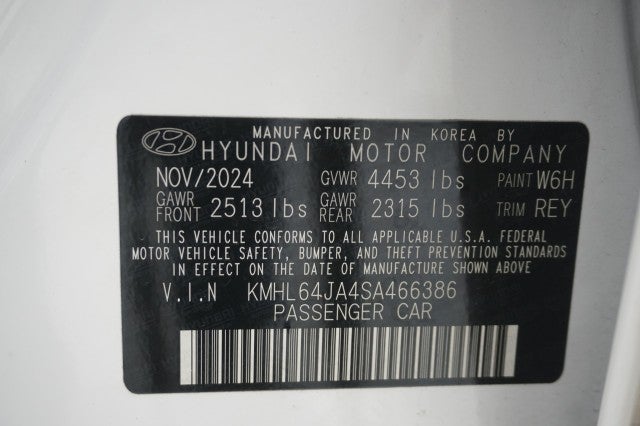 MANUFACTURED IN KOREA BY
HYUNDAI MOTOR COMPANY
NOV/2024 GVWR 4453 lbs PAINT W6H
GAWR FRONT 2513 lbs GAWR REAR 2315 lbs TRIM REY
THIS VEHICLE CONFORMS TO ALL APPLICABLE U.S.A. FEDERAL
MOTOR VEHICLE SAFETY, BUMPER, AND THEFT PREVENTION STANDARDS
IN EFFECT ON THE DATE OF MANUFACTURE SHOWN ABOVE
V.I.N KMHL64JA4SA466386
PASSENGER CAR